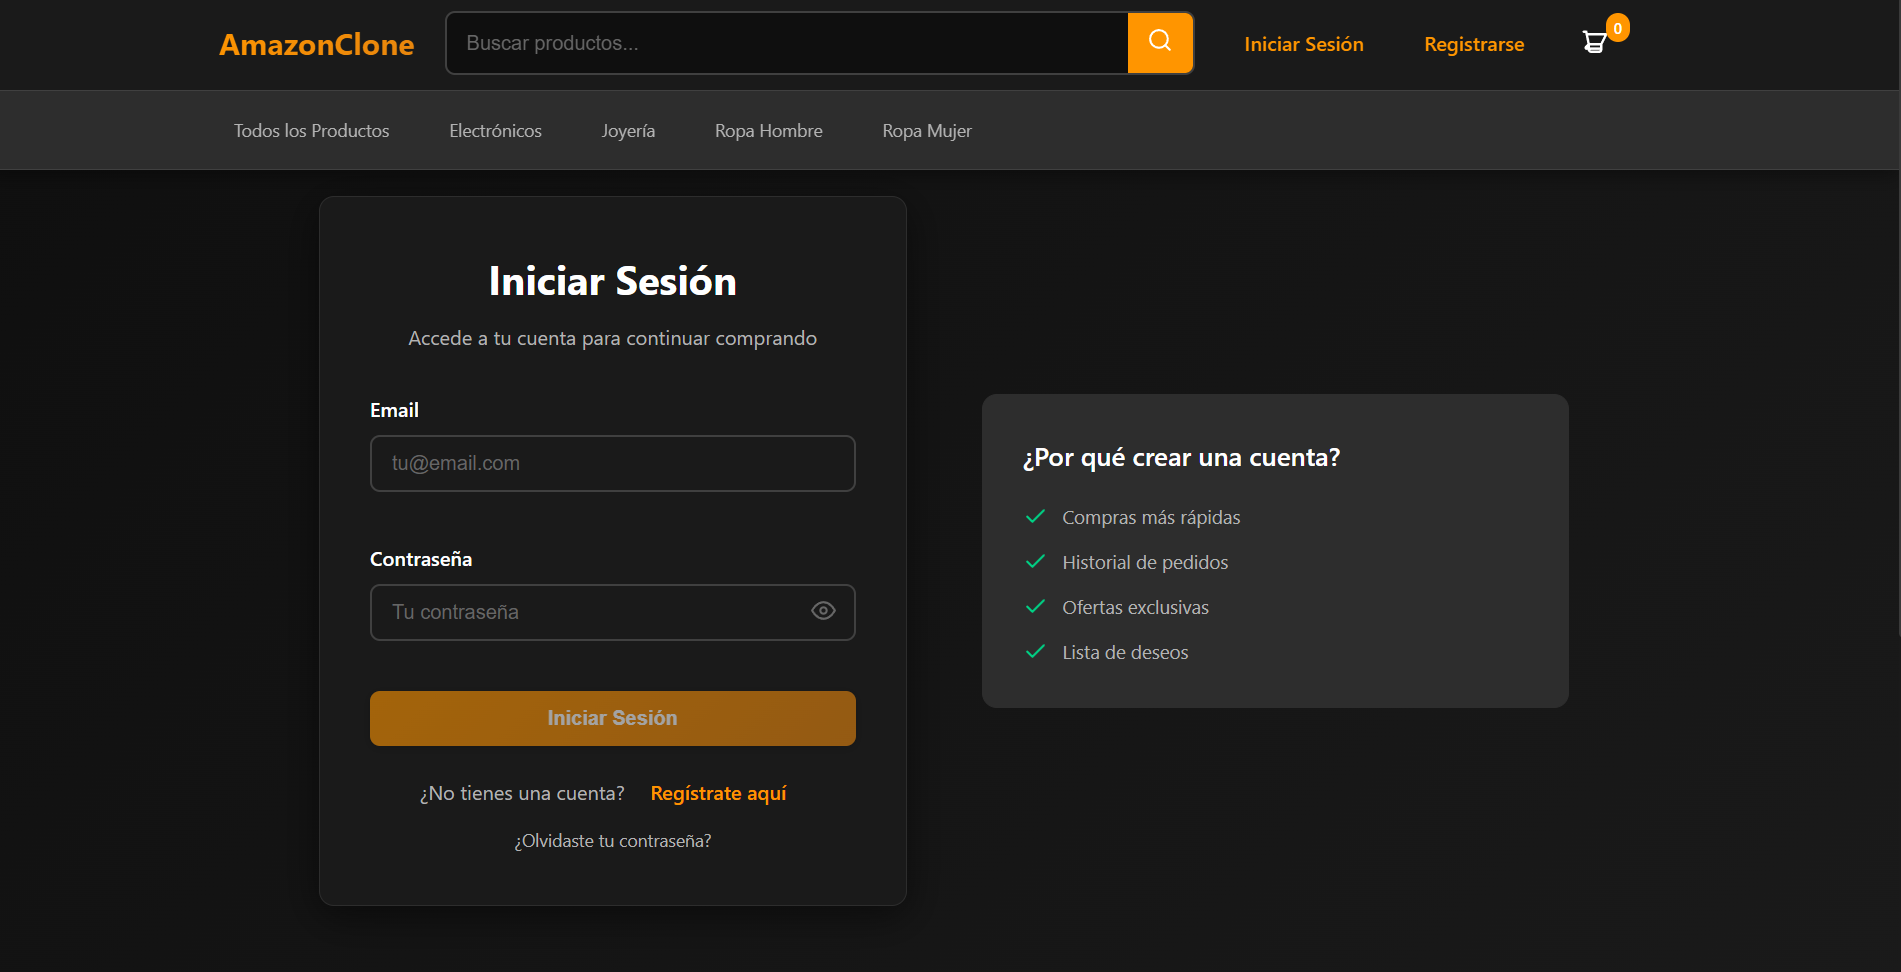 AmazonClone
Buscar productos...
Iniciar Sesión
Registrarse
0
Todos los Productos
Electrónicos
Joyería
Ropa Hombre
Ropa Mujer
Iniciar Sesión
Accede a tu cuenta para continuar comprando
Email
tu@email.com
Contraseña
Tu contraseña
Iniciar Sesión
¿No tienes una cuenta? Regístrate aquí
¿Olvidaste tu contraseña?
¿Por qué crear una cuenta?
Compras más rápidas
Historial de pedidos
Ofertas exclusivas
Lista de deseos